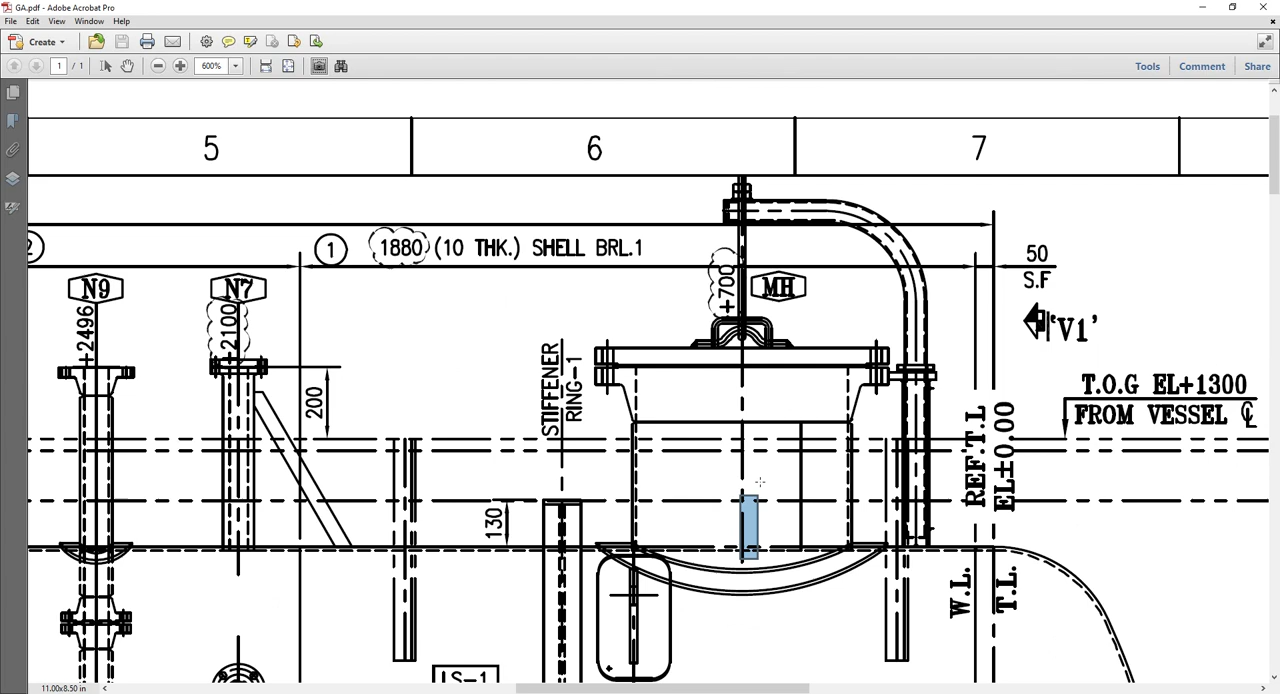 GA.pdf - Adobe Acrobat Pro
File Edit View Window Help
Create
1 / 1
600%
Tools Comment Share
5 6 7
2
1 1880 (10 THK.) SHELL BRL.1
50
S.F
N9 N7 MH
+2496
2100
+700
'V1'
STIFFENER
RING-1
200
T.O.G EL+1300
FROM VESSEL ℄
REF.T.L
EL±0.00
130
W.L.
T.L.
LS-1
11.00x8.50 in